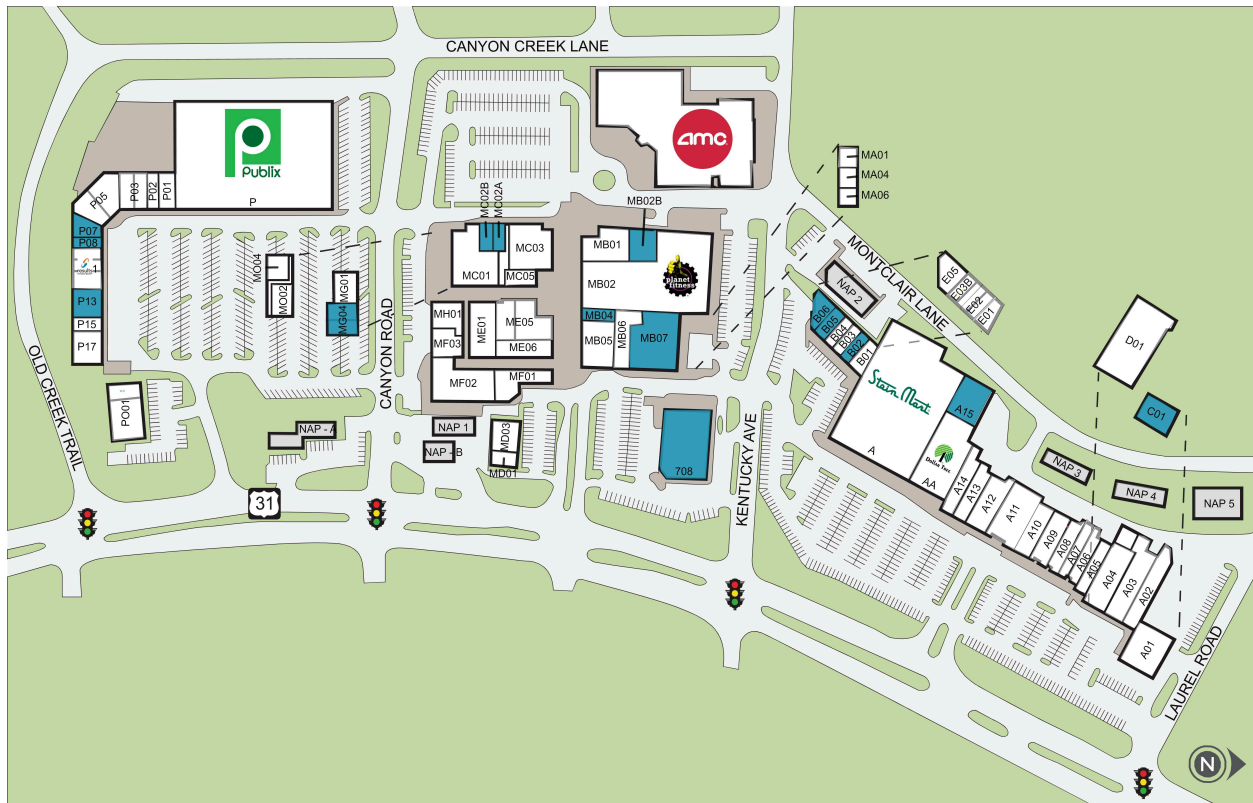 CANYON CREEK LANE
Publix
P
P05
P03
P02
P01
P07
P08
results
1
P13
P15
P17
PO01
OLD CREEK TRAIL
MO04
MO02
MG01
MG04
CANYON ROAD
NAP - A
NAP 1
NAP - B
31
amc
MC02B
MC02A
MC01
MC03
MC05
MH01
MF03
ME01
ME05
ME06
MF02
MF01
MD03
MD01
MB02B
MB01
MB02
planet
fitness
MB04
MB05
MB06
MB07
708
KENTUCKY AVE
MA01
MA04
MA06
MONTCLAIR LANE
NAP 2
E05
E03B
E02
E01
B06
B05
B04
B03
B02
B01
Stein Mart
A
A15
Dollar Tree
AA
A14
A13
A12
A11
A10
A09
A08
A07
A06
A05
A04
A03
A02
A01
D01
C01
NAP 3
NAP 4
NAP 5
LAUREL ROAD
N